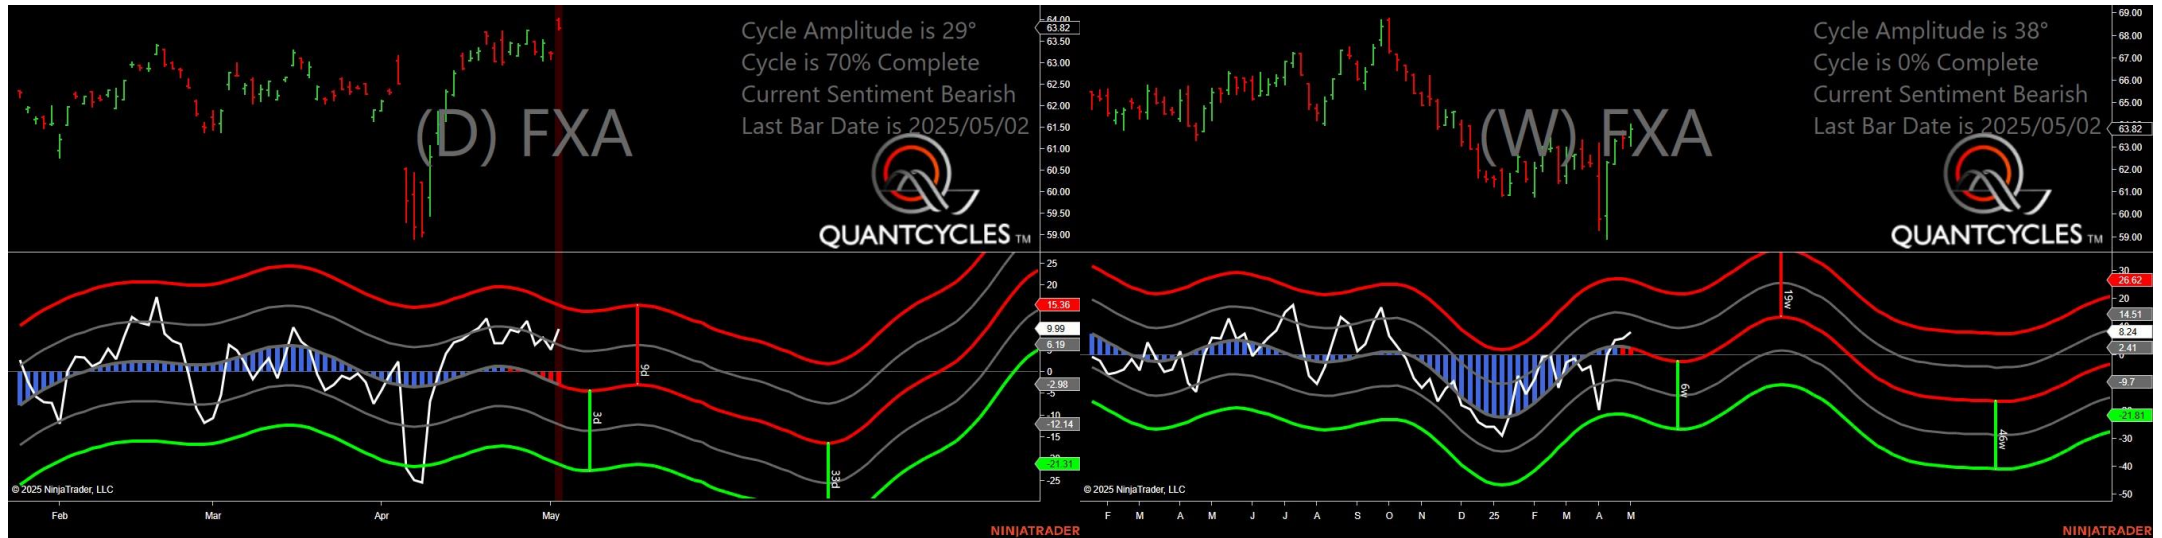 Cycle Amplitude is 29°
Cycle is 70% Complete
Current Sentiment Bearish
Last Bar Date is 2025/05/02
(D) FXA
QUANTCYCLES TM
64.00
63.82
63.50
63.00
62.50
62.00
61.50
61.00
60.50
60.00
59.50
59.00
25
20
15.36
9.99
6.19
0
-2.98
-5
-10
-12.14
-15
-21.31
-25
9d
3d
33d
© 2025 NinjaTrader, LLC
Feb Mar Apr May
NINJATRADER
Cycle Amplitude is 38°
Cycle is 0% Complete
Current Sentiment Bearish
Last Bar Date is 2025/05/02
(W) FXA
QUANTCYCLES TM
69.00
68.00
67.00
66.00
65.00
63.82
63.00
62.00
61.00
60.00
59.00
30
26.62
20
14.51
8.24
2.41
0
-9.7
-21.81
-30
-40
-50
19w
6w
46w
© 2025 NinjaTrader, LLC
F M A M J J A S O N D 25 F M A M
NINJATRADER